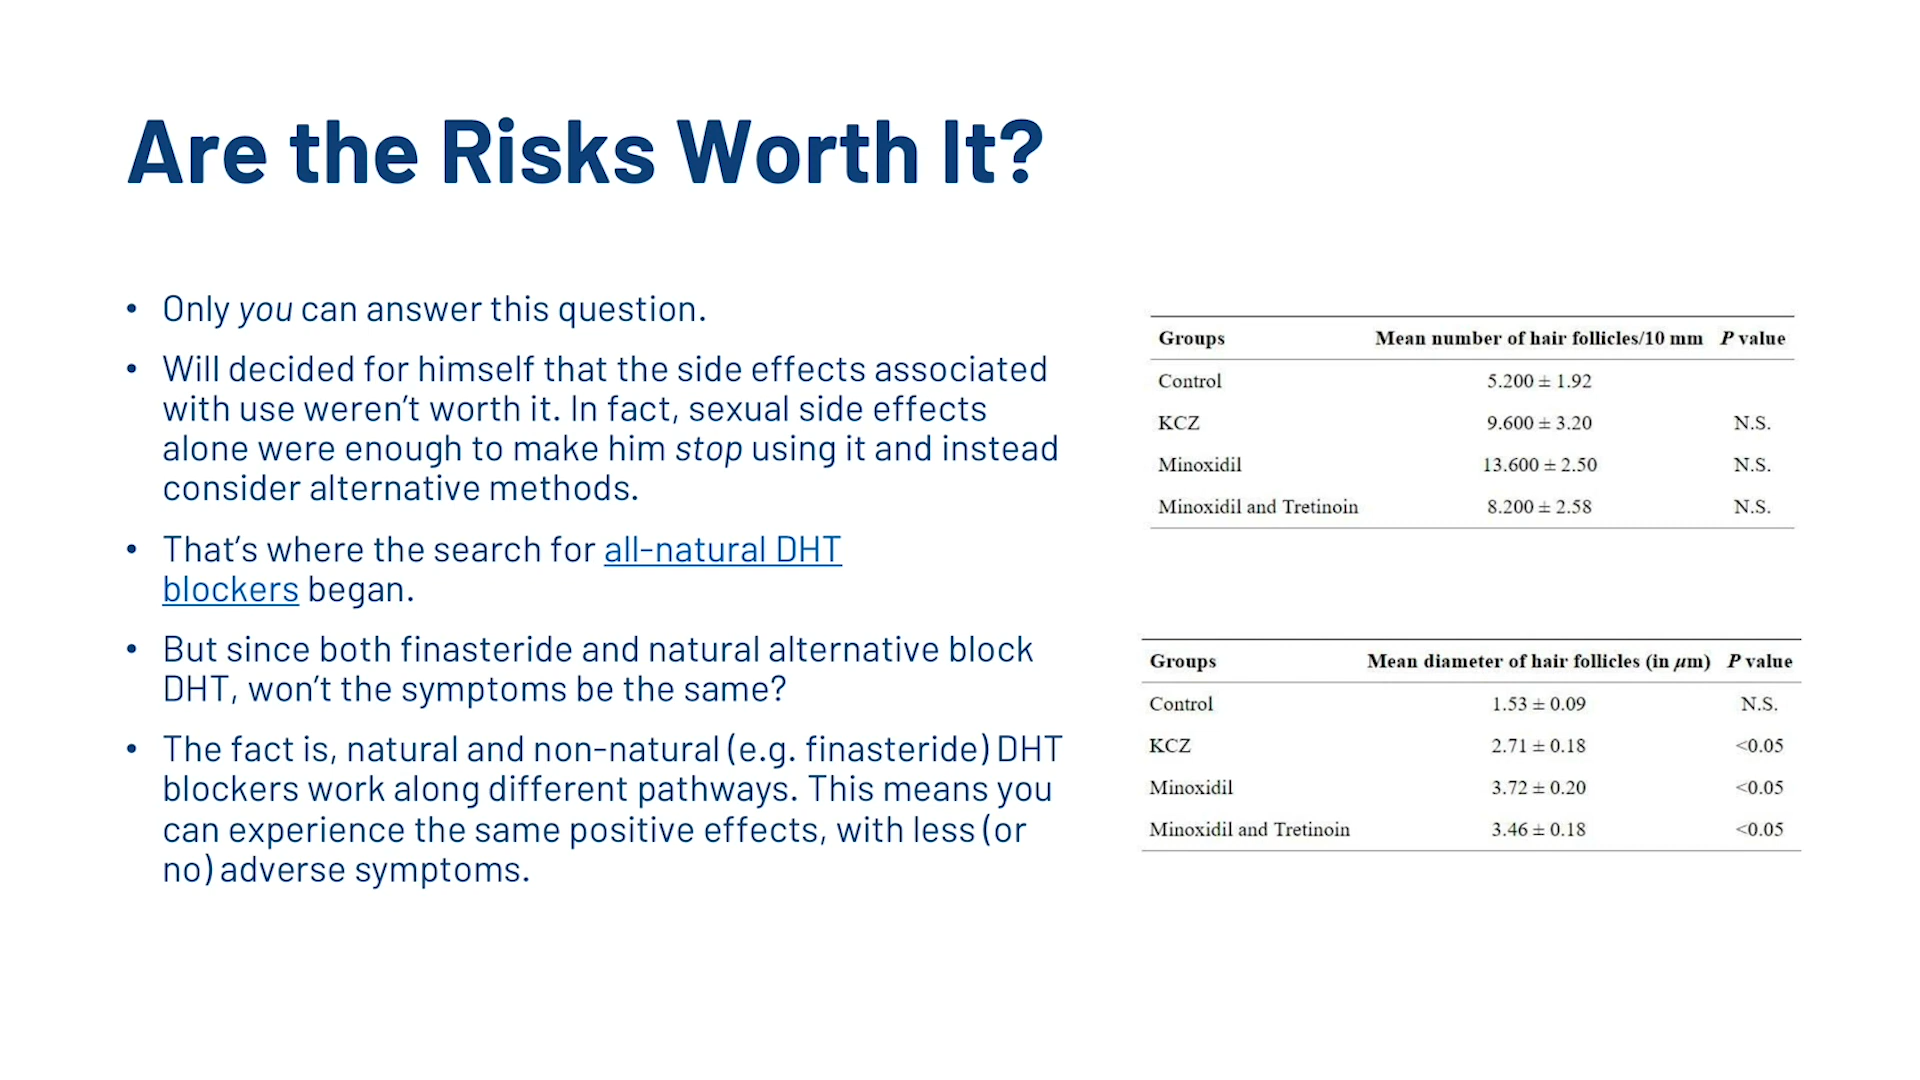 Are the Risks Worth It?
• Only you can answer this question.
• Will decided for himself that the side effects associated
with use weren’t worth it. In fact, sexual side effects
alone were enough to make him stop using it and instead
consider alternative methods.
• That’s where the search for all-natural DHT
blockers began.
• But since both finasteride and natural alternative block
DHT, won’t the symptoms be the same?
• The fact is, natural and non-natural (e.g. finasteride) DHT
blockers work along different pathways. This means you
can experience the same positive effects, with less (or
no) adverse symptoms.
Groups Mean number of hair follicles/10 mm P value
Control 5.200 ± 1.92
KCZ 9.600 ± 3.20 N.S.
Minoxidil 13.600 ± 2.50 N.S.
Minoxidil and Tretinoin 8.200 ± 2.58 N.S.
Groups Mean diameter of hair follicles (in µm) P value
Control 1.53 ± 0.09 N.S.
KCZ 2.71 ± 0.18 <0.05
Minoxidil 3.72 ± 0.20 <0.05
Minoxidil and Tretinoin 3.46 ± 0.18 <0.05